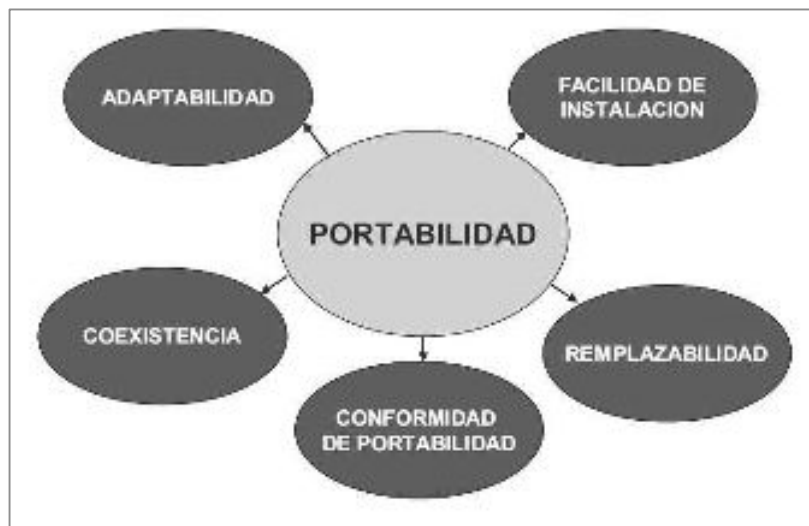 ADAPTABILIDAD
FACILIDAD DE
INSTALACION
PORTABILIDAD
COEXISTENCIA
REMPLAZABILIDAD
CONFORMIDAD
DE PORTABILIDAD